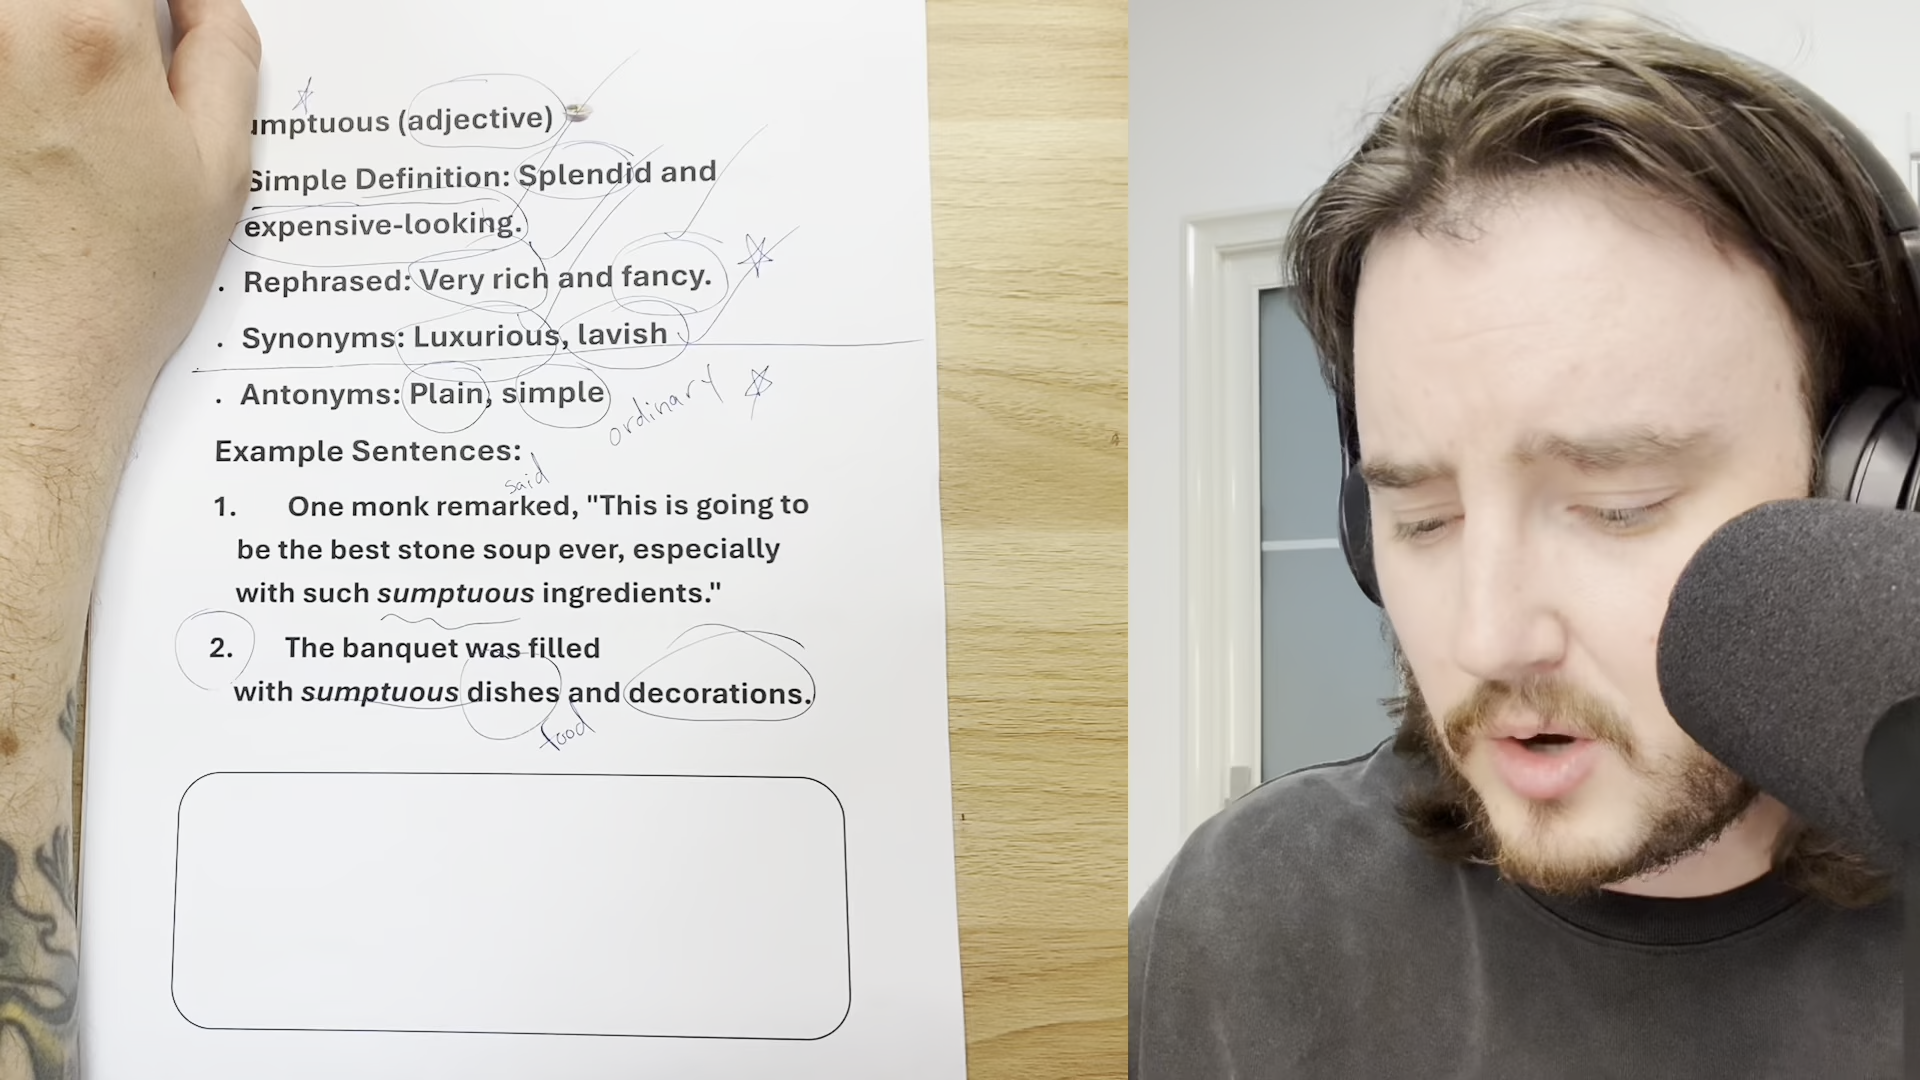 umptuous (adjective)
Simple Definition: Splendid and
expensive-looking.
. Rephrased: Very rich and fancy.
. Synonyms: Luxurious, lavish
. Antonyms: Plain, simple
ordinary
Example Sentences:
said
1. One monk remarked, "This is going to
be the best stone soup ever, especially
with such sumptuous ingredients."
2. The banquet was filled
with sumptuous dishes and decorations.
food